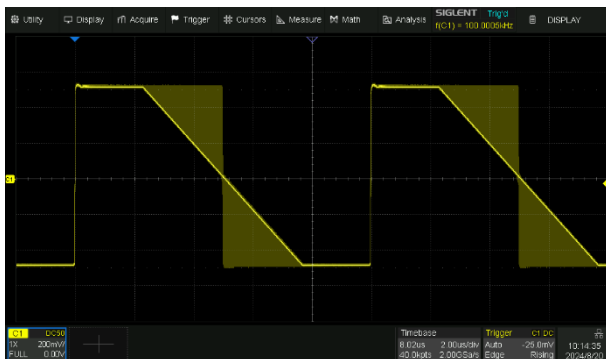 Utility Display Acquire Trigger Cursors Measure Math Analysis SIGLENT Trig'd DISPLAY
f(C1) = 100.0005kHz
C1
C1 DC50
1X 200mV/
FULL 0.00V
Timebase
8.02us 2.00us/div
40.0kpts 2.00GSa/s
Trigger C1 DC
Auto -25.0mV
Edge Rising
10:14:35
2024/8/20